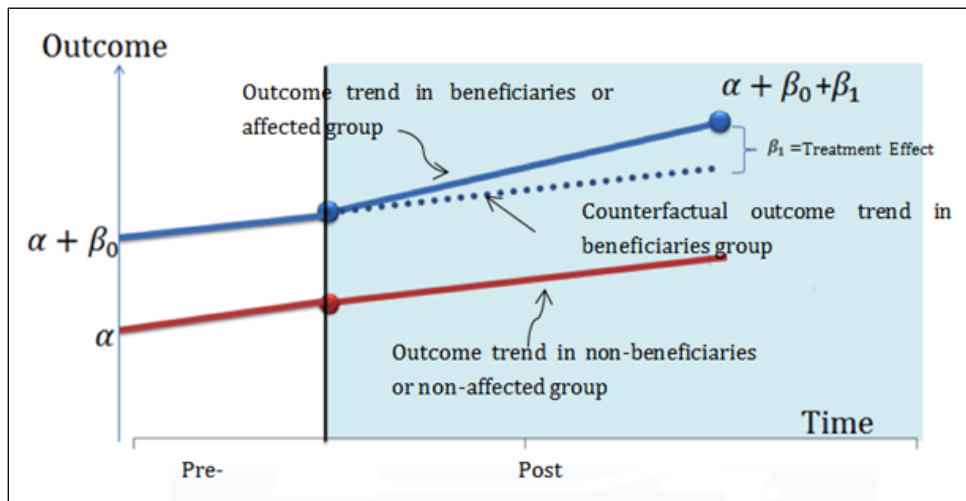 Outcome
Outcome trend in beneficiaries or
affected group
α + β₀+β₁
β₁ =Treatment Effect
Counterfactual outcome trend in
beneficiaries group
α + β₀
α
Outcome trend in non-beneficiaries
or non-affected group
Time
Pre-
Post